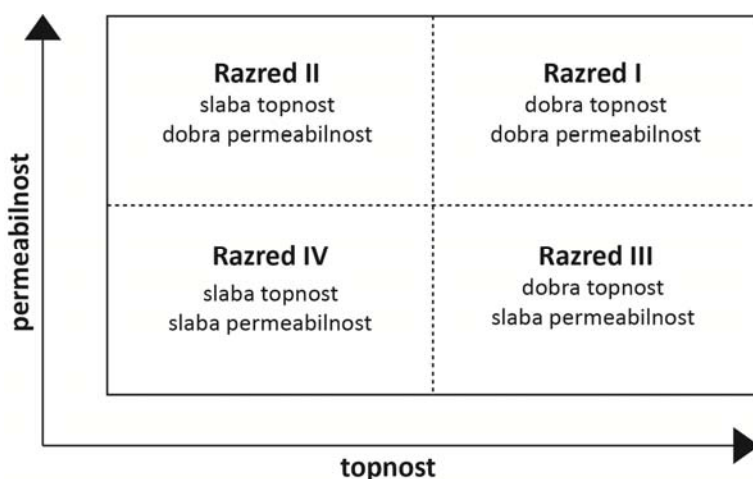 permeabilnost
Razred II
slaba topnost
dobra permeabilnost
Razred I
dobra topnost
dobra permeabilnost
Razred IV
slaba topnost
slaba permeabilnost
Razred III
dobra topnost
slaba permeabilnost
topnost